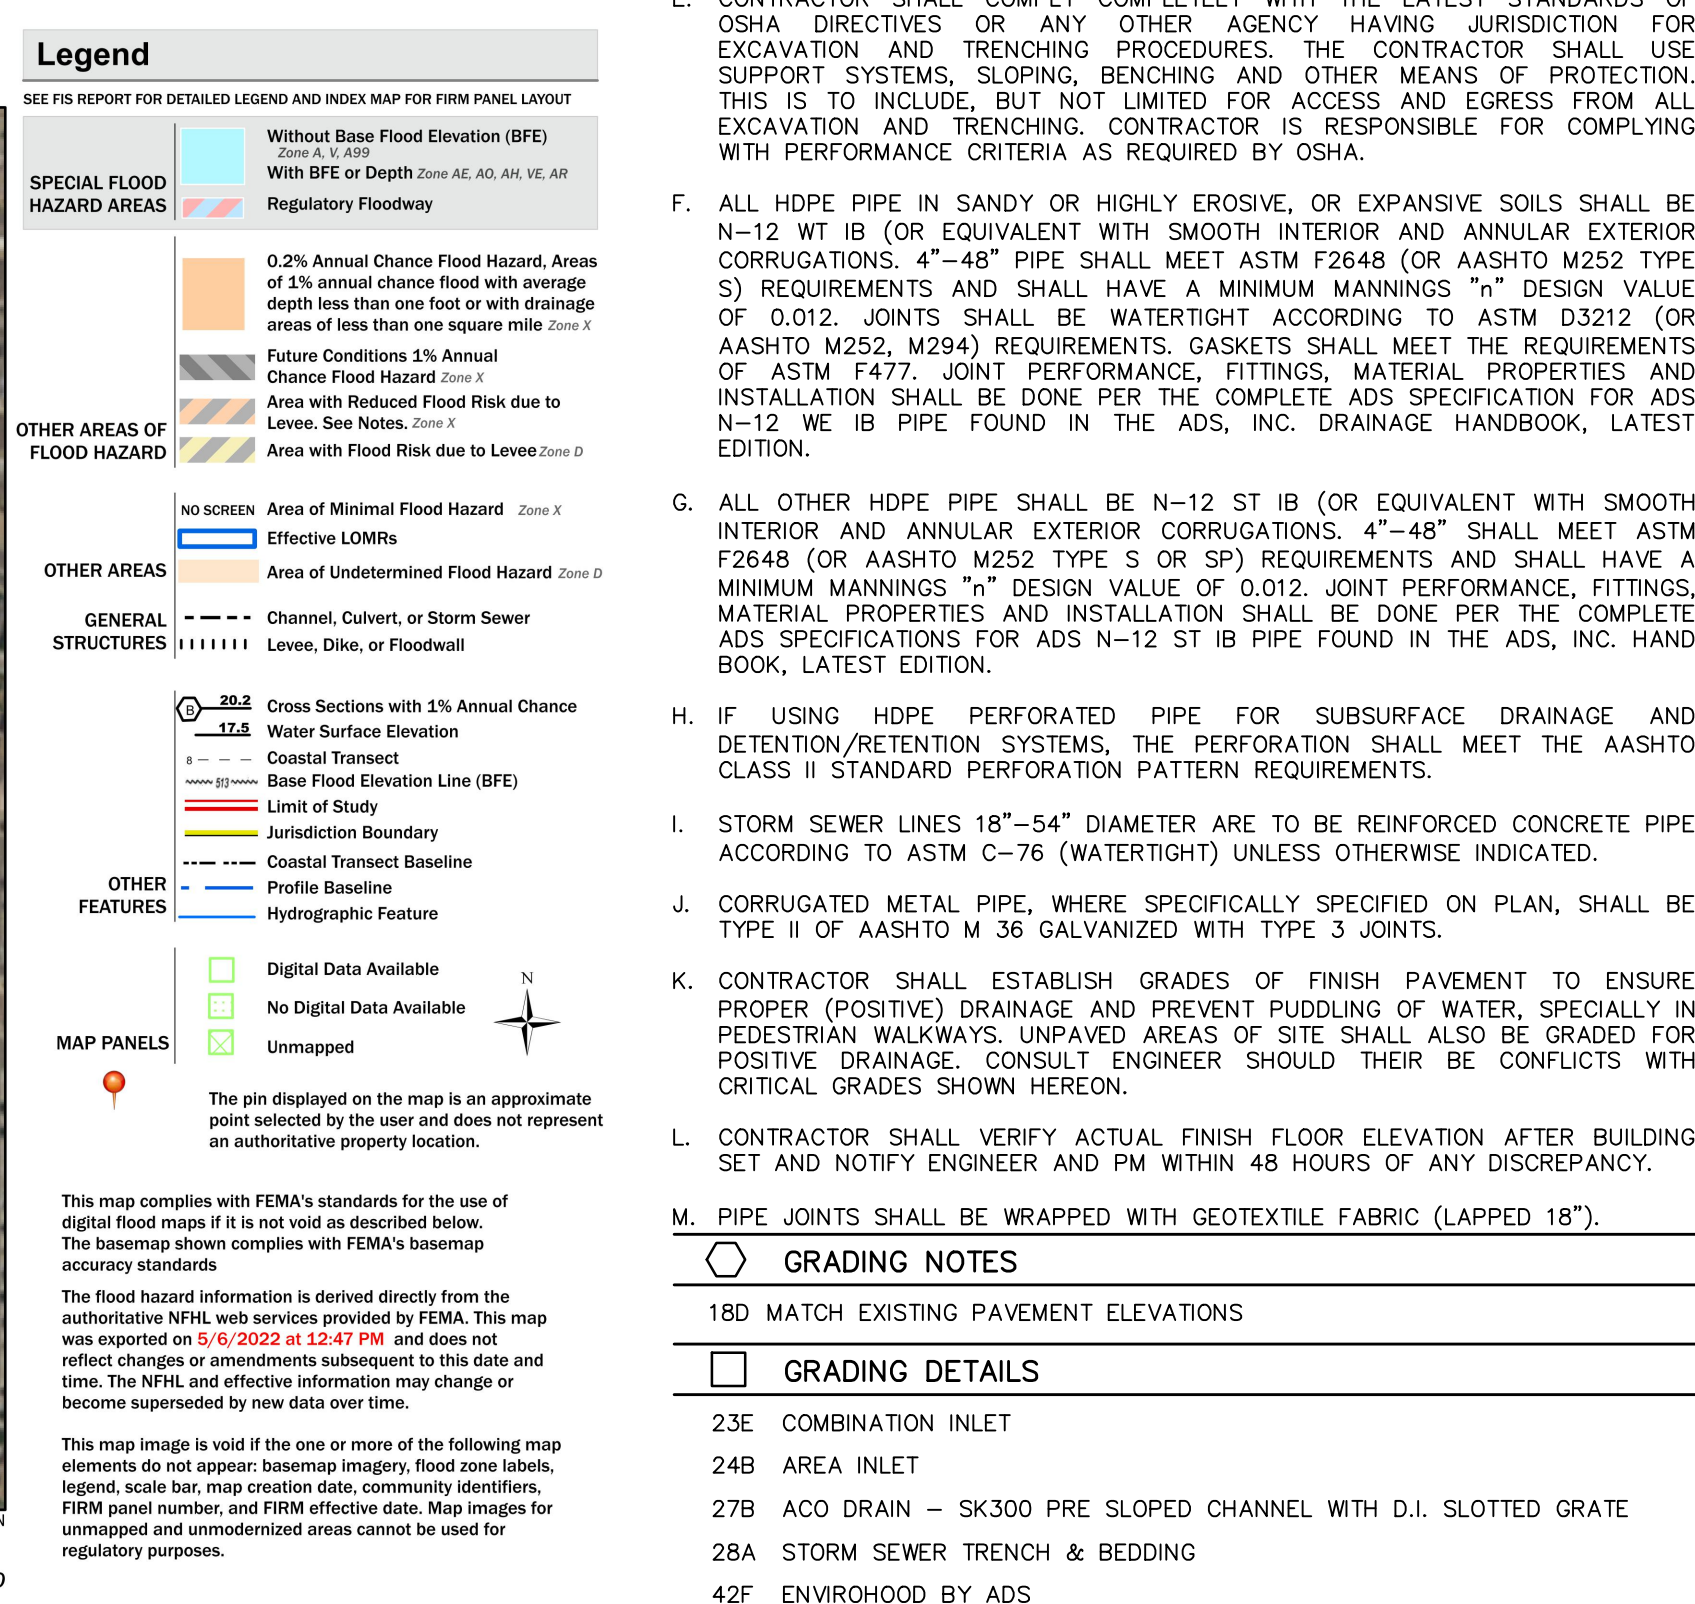 Legend
SEE FIS REPORT FOR DETAILED LEGEND AND INDEX MAP FOR FIRM PANEL LAYOUT
SPECIAL FLOOD
HAZARD AREAS
Without Base Flood Elevation (BFE)
Zone A, V, A99
With BFE or Depth Zone AE, AO, AH, VE, AR
Regulatory Floodway
OTHER AREAS OF
FLOOD HAZARD
0.2% Annual Chance Flood Hazard, Areas
of 1% annual chance flood with average
depth less than one foot or with drainage
areas of less than one square mile Zone X
Future Conditions 1% Annual
Chance Flood Hazard Zone X
Area with Reduced Flood Risk due to
Levee. See Notes. Zone X
Area with Flood Risk due to Levee Zone D
OTHER AREAS
NO SCREEN Area of Minimal Flood Hazard Zone X
Effective LOMRs
Area of Undetermined Flood Hazard Zone D
GENERAL
STRUCTURES
Channel, Culvert, or Storm Sewer
Levee, Dike, or Floodwall
OTHER
FEATURES
B 20.2 Cross Sections with 1% Annual Chance
17.5 Water Surface Elevation
8 Coastal Transect
513 Base Flood Elevation Line (BFE)
Limit of Study
Jurisdiction Boundary
Coastal Transect Baseline
Profile Baseline
Hydrographic Feature
MAP PANELS
Digital Data Available
No Digital Data Available
Unmapped
N
The pin displayed on the map is an approximate
point selected by the user and does not represent
an authoritative property location.
This map complies with FEMA's standards for the use of
digital flood maps if it is not void as described below.
The basemap shown complies with FEMA's basemap
accuracy standards
The flood hazard information is derived directly from the
authoritative NFHL web services provided by FEMA. This map
was exported on 5/6/2022 at 12:47 PM and does not
reflect changes or amendments subsequent to this date and
time. The NFHL and effective information may change or
become superseded by new data over time.
This map image is void if the one or more of the following map
elements do not appear: basemap imagery, flood zone labels,
legend, scale bar, map creation date, community identifiers,
FIRM panel number, and FIRM effective date. Map images for
unmapped and unmodernized areas cannot be used for
regulatory purposes.
E. CONTRACTOR SHALL COMPLY COMPLETELY WITH THE LATEST STANDARDS OF
OSHA DIRECTIVES OR ANY OTHER AGENCY HAVING JURISDICTION FOR
EXCAVATION AND TRENCHING PROCEDURES. THE CONTRACTOR SHALL USE
SUPPORT SYSTEMS, SLOPING, BENCHING AND OTHER MEANS OF PROTECTION.
THIS IS TO INCLUDE, BUT NOT LIMITED FOR ACCESS AND EGRESS FROM ALL
EXCAVATION AND TRENCHING. CONTRACTOR IS RESPONSIBLE FOR COMPLYING
WITH PERFORMANCE CRITERIA AS REQUIRED BY OSHA.
F. ALL HDPE PIPE IN SANDY OR HIGHLY EROSIVE, OR EXPANSIVE SOILS SHALL BE
N–12 WT IB (OR EQUIVALENT WITH SMOOTH INTERIOR AND ANNULAR EXTERIOR
CORRUGATIONS. 4"–48" PIPE SHALL MEET ASTM F2648 (OR AASHTO M252 TYPE
S) REQUIREMENTS AND SHALL HAVE A MINIMUM MANNINGS "n" DESIGN VALUE
OF 0.012. JOINTS SHALL BE WATERTIGHT ACCORDING TO ASTM D3212 (OR
AASHTO M252, M294) REQUIREMENTS. GASKETS SHALL MEET THE REQUIREMENTS
OF ASTM F477. JOINT PERFORMANCE, FITTINGS, MATERIAL PROPERTIES AND
INSTALLATION SHALL BE DONE PER THE COMPLETE ADS SPECIFICATION FOR ADS
N–12 WE IB PIPE FOUND IN THE ADS, INC. DRAINAGE HANDBOOK, LATEST
EDITION.
G. ALL OTHER HDPE PIPE SHALL BE N–12 ST IB (OR EQUIVALENT WITH SMOOTH
INTERIOR AND ANNULAR EXTERIOR CORRUGATIONS. 4"–48" SHALL MEET ASTM
F2648 (OR AASHTO M252 TYPE S OR SP) REQUIREMENTS AND SHALL HAVE A
MINIMUM MANNINGS "n" DESIGN VALUE OF 0.012. JOINT PERFORMANCE, FITTINGS,
MATERIAL PROPERTIES AND INSTALLATION SHALL BE DONE PER THE COMPLETE
ADS SPECIFICATIONS FOR ADS N–12 ST IB PIPE FOUND IN THE ADS, INC. HAND
BOOK, LATEST EDITION.
H. IF USING HDPE PERFORATED PIPE FOR SUBSURFACE DRAINAGE AND
DETENTION/RETENTION SYSTEMS, THE PERFORATION SHALL MEET THE AASHTO
CLASS II STANDARD PERFORATION PATTERN REQUIREMENTS.
I. STORM SEWER LINES 18"–54" DIAMETER ARE TO BE REINFORCED CONCRETE PIPE
ACCORDING TO ASTM C–76 (WATERTIGHT) UNLESS OTHERWISE INDICATED.
J. CORRUGATED METAL PIPE, WHERE SPECIFICALLY SPECIFIED ON PLAN, SHALL BE
TYPE II OF AASHTO M 36 GALVANIZED WITH TYPE 3 JOINTS.
K. CONTRACTOR SHALL ESTABLISH GRADES OF FINISH PAVEMENT TO ENSURE
PROPER (POSITIVE) DRAINAGE AND PREVENT PUDDLING OF WATER, SPECIALLY IN
PEDESTRIAN WALKWAYS. UNPAVED AREAS OF SITE SHALL ALSO BE GRADED FOR
POSITIVE DRAINAGE. CONSULT ENGINEER SHOULD THEIR BE CONFLICTS WITH
CRITICAL GRADES SHOWN HEREON.
L. CONTRACTOR SHALL VERIFY ACTUAL FINISH FLOOR ELEVATION AFTER BUILDING
SET AND NOTIFY ENGINEER AND PM WITHIN 48 HOURS OF ANY DISCREPANCY.
M. PIPE JOINTS SHALL BE WRAPPED WITH GEOTEXTILE FABRIC (LAPPED 18").
GRADING NOTES
18D MATCH EXISTING PAVEMENT ELEVATIONS
GRADING DETAILS
23E COMBINATION INLET
24B AREA INLET
27B ACO DRAIN – SK300 PRE SLOPED CHANNEL WITH D.I. SLOTTED GRATE
28A STORM SEWER TRENCH & BEDDING
42F ENVIROHOOD BY ADS